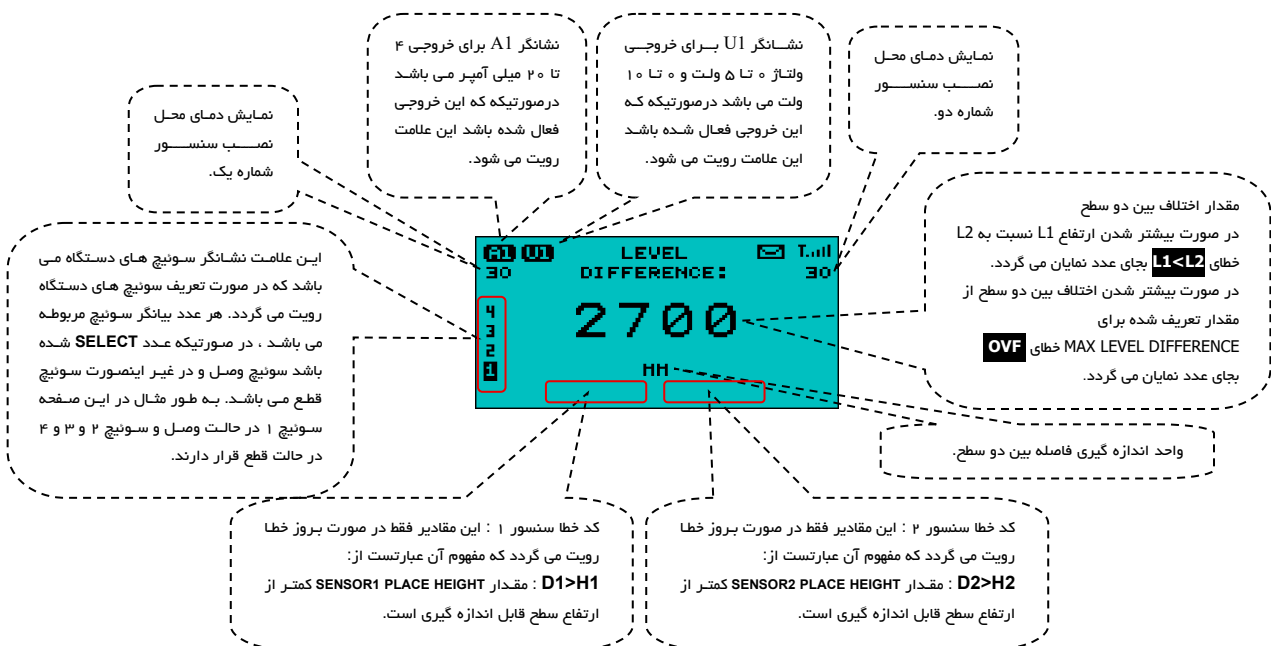 نشانگر A1 برای خروجی ۴
تا ۲۰ میلی آمپر می باشد
درصورتیکه که این خروجی
فعال شده باشد این علامت
رویت می شود.
نشانگر U1 برای خروجی
ولتاژ ۰ تا ۵ ولت و ۰ تا ۱۰
ولت می باشد درصورتیکه که
این خروجی فعال شده باشد
این علامت رویت می شود.
نمایش دمای محل
نصب سنسور
شماره دو.
نمایش دمای محل
نصب سنسور
شماره یک.
مقدار اختلاف بین دو سطح
در صورت بیشتر شدن ارتفاع L1 نسبت به L2
خطای L1<L2 بجای عدد نمایان می گردد.
در صورت بیشتر شدن اختلاف بین دو سطح از
مقدار تعریف شده برای
MAX LEVEL DIFFERENCE خطای OVF
بجای عدد نمایان می گردد.
این علامت نشانگر سوئیچ های دستگاه می
باشد که در صورت تعریف سوئیچ های دستگاه
رویت می گردد. هر عدد بیانگر سوئیچ مربوطه
می باشد ، در صورتیکه عدد SELECT شده
باشد سوئیچ وصل و در غیر اینصورت سوئیچ
قطع می باشد. به طور مثال در این صفحه
سوئیچ ۱ در حالت وصل و سوئیچ ۲ و ۳ و ۴
در حالت قطع قرار دارند.
A1 U1 LEVEL T
30 DIFFERENCE: 30
2700
4
3
2
1
MM
واحد اندازه گیری فاصله بین دو سطح.
کد خطا سنسور ۱ : این مقادیر فقط در صورت بروز خطا
رویت می گردد که مفهوم آن عبارتست از:
D1>H1 : مقدار SENSOR1 PLACE HEIGHT کمتر از
ارتفاع سطح قابل اندازه گیری است.
کد خطا سنسور ۲ : این مقادیر فقط در صورت بروز خطا
رویت می گردد که مفهوم آن عبارتست از:
D2>H2 : مقدار SENSOR2 PLACE HEIGHT کمتر از
ارتفاع سطح قابل اندازه گیری است.